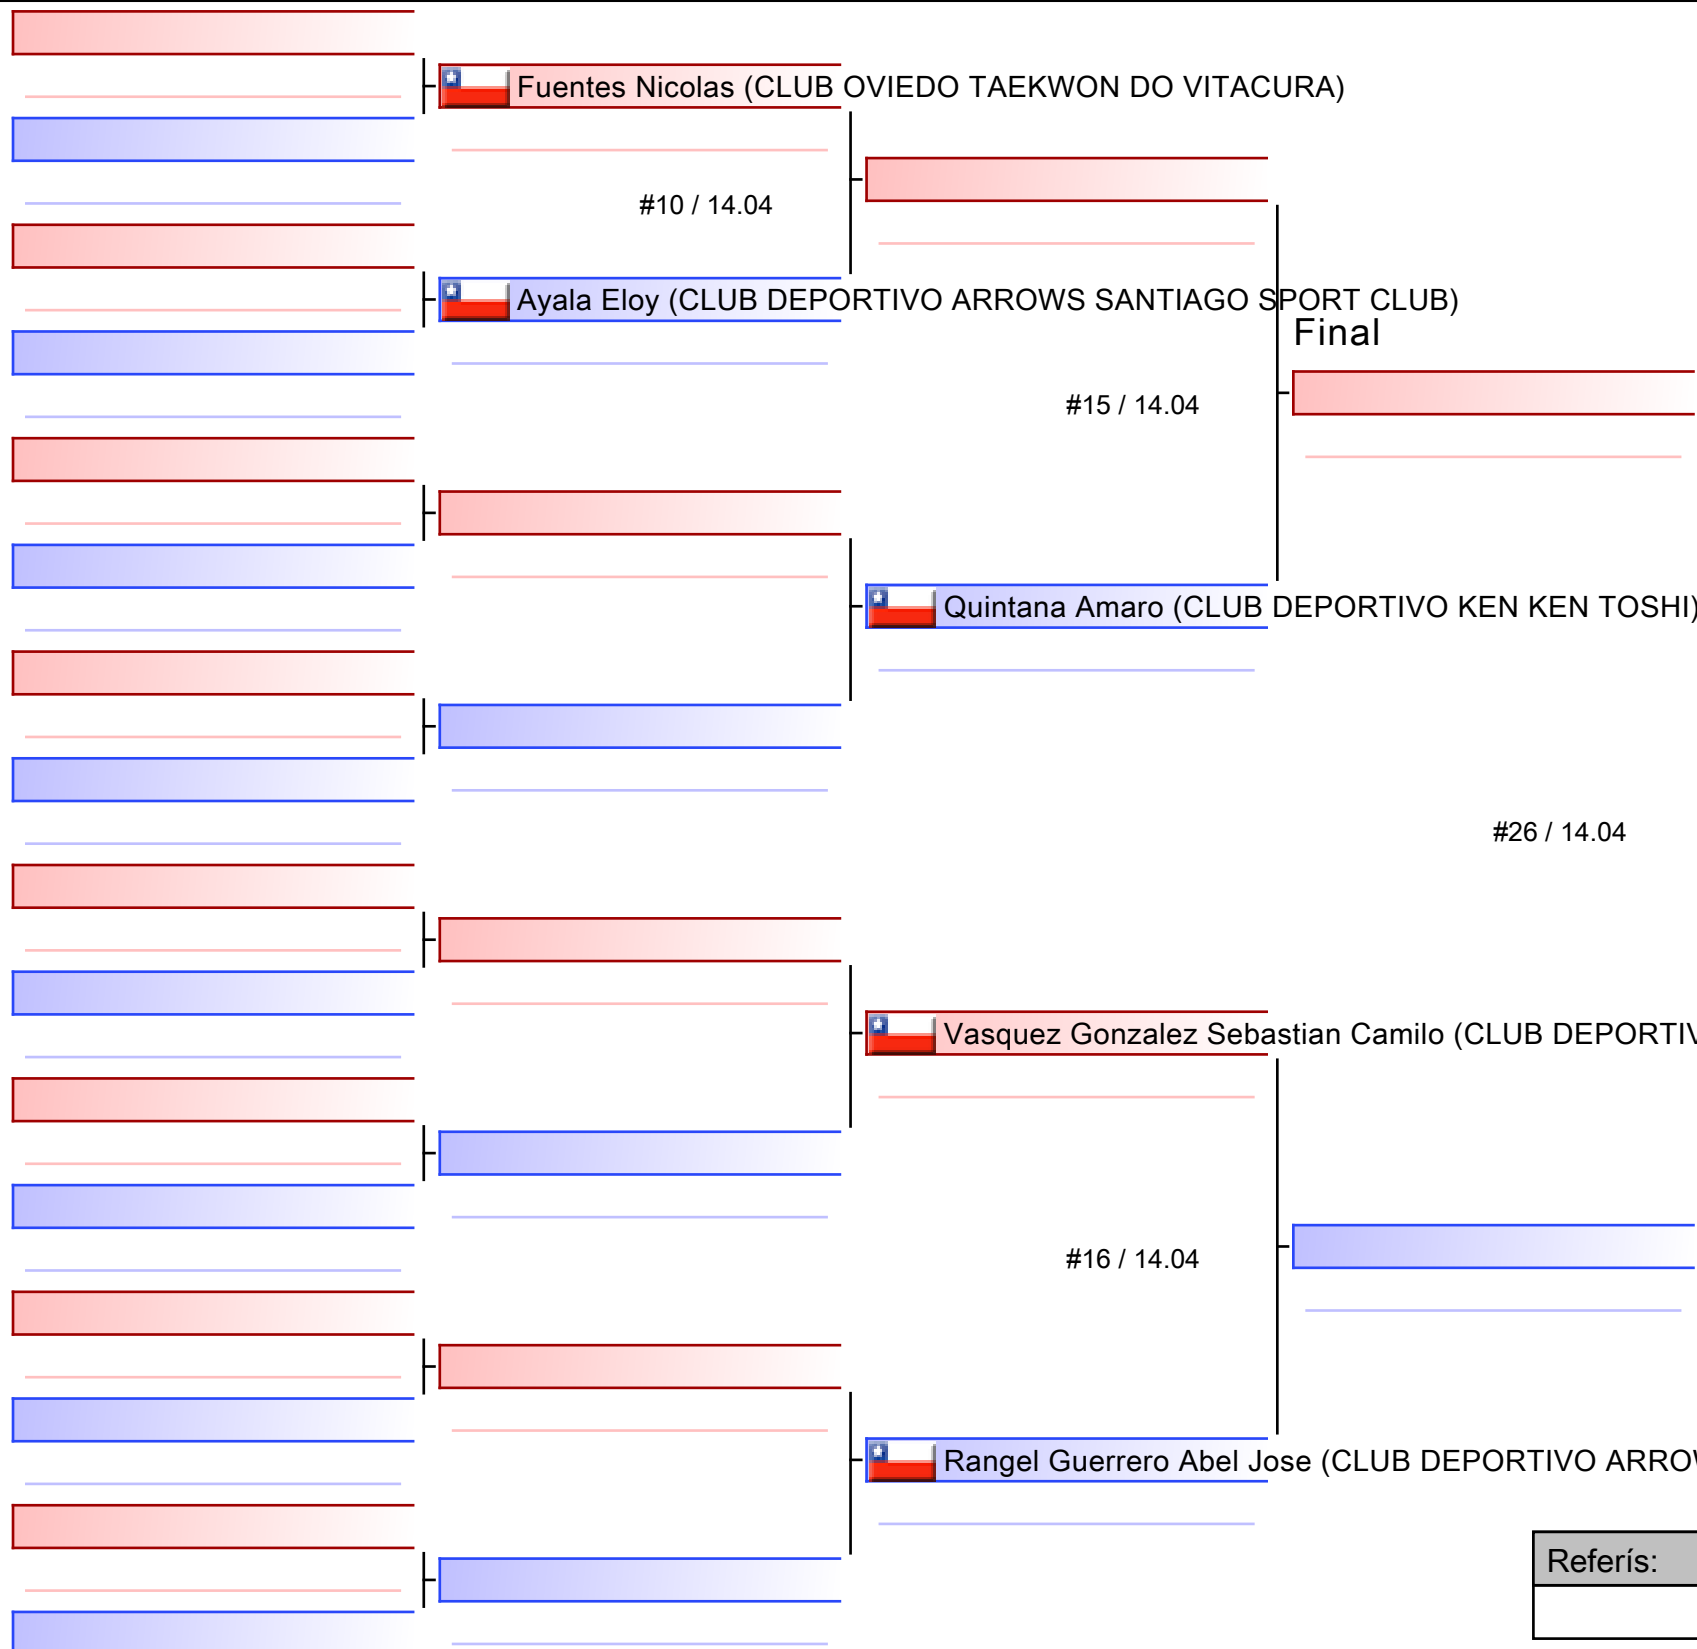 Fuentes Nicolas (CLUB OVIEDO TAEKWON DO VITACURA)
#10 / 14.04
Ayala Eloy (CLUB DEPORTIVO ARROWS SANTIAGO SPORT CLUB)
Final
#15 / 14.04
Quintana Amaro (CLUB DEPORTIVO KEN KEN TOSHI)
#26 / 14.04
Vasquez Gonzalez Sebastian Camilo (CLUB
#16 / 14.04
Rangel Guerrero Abel Jose (CLUB DEPORTIVO
Referís: